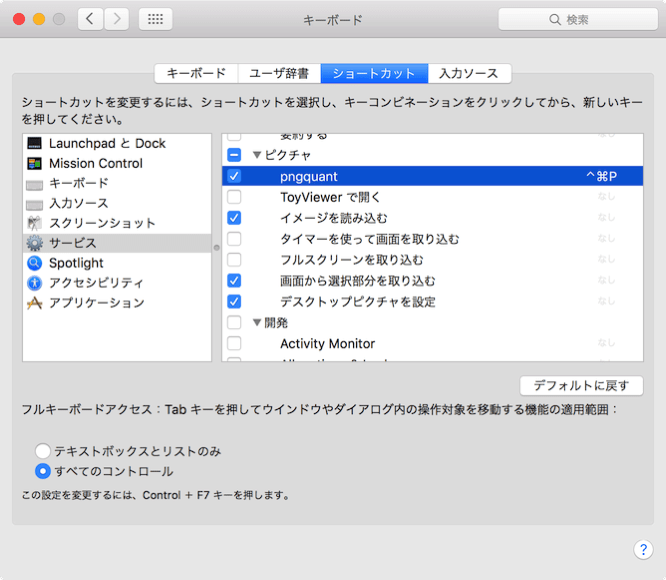 キーボード
検索
キーボード
ユーザ辞書
ショートカット
入力ソース
ショートカットを変更するには、ショートカットを選択し、キーコンビネーションをクリックしてから、新しいキー
を押してください。
Launchpad と Dock
Mission Control
キーボード
入力ソース
スクリーンショット
サービス
Spotlight
アクセシビリティ
アプリケーション
要約する なし
ピクチャ
pngquant ^⌘P
ToyViewer で開く なし
イメージを読み込む なし
タイマーを使って画面を取り込む なし
フルスクリーンを取り込む なし
画面から選択部分を取り込む なし
デスクトップピクチャを設定 なし
開発
Activity Monitor なし
デフォルトに戻す
フルキーボードアクセス：Tab キーを押してウインドウやダイアログ内の操作対象を移動する機能の適用範囲：
テキストボックスとリストのみ
すべてのコントロール
この設定を変更するには、Control + F7 キーを押します。
?